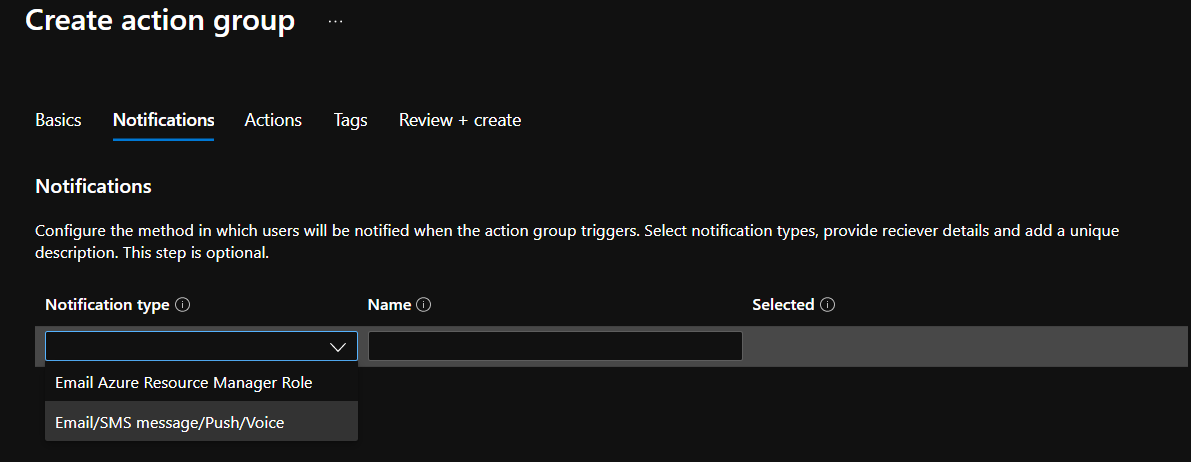 Create action group ...
Basics Notifications Actions Tags Review + create
Notifications
Configure the method in which users will be notified when the action group triggers. Select notification types, provide reciever details and add a unique
description. This step is optional.
Notification type Name Selected
Email Azure Resource Manager Role
Email/SMS message/Push/Voice